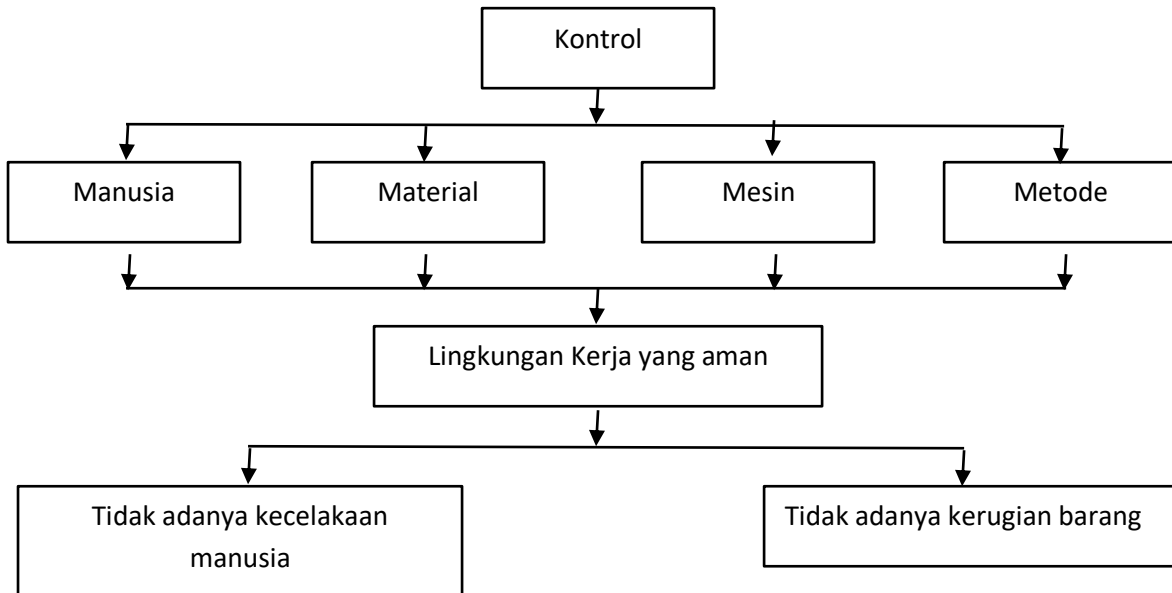 Kontrol
Manusia
Material
Mesin
Metode
Lingkungan Kerja yang aman
Tidak adanya kecelakaan
manusia
Tidak adanya kerugian barang